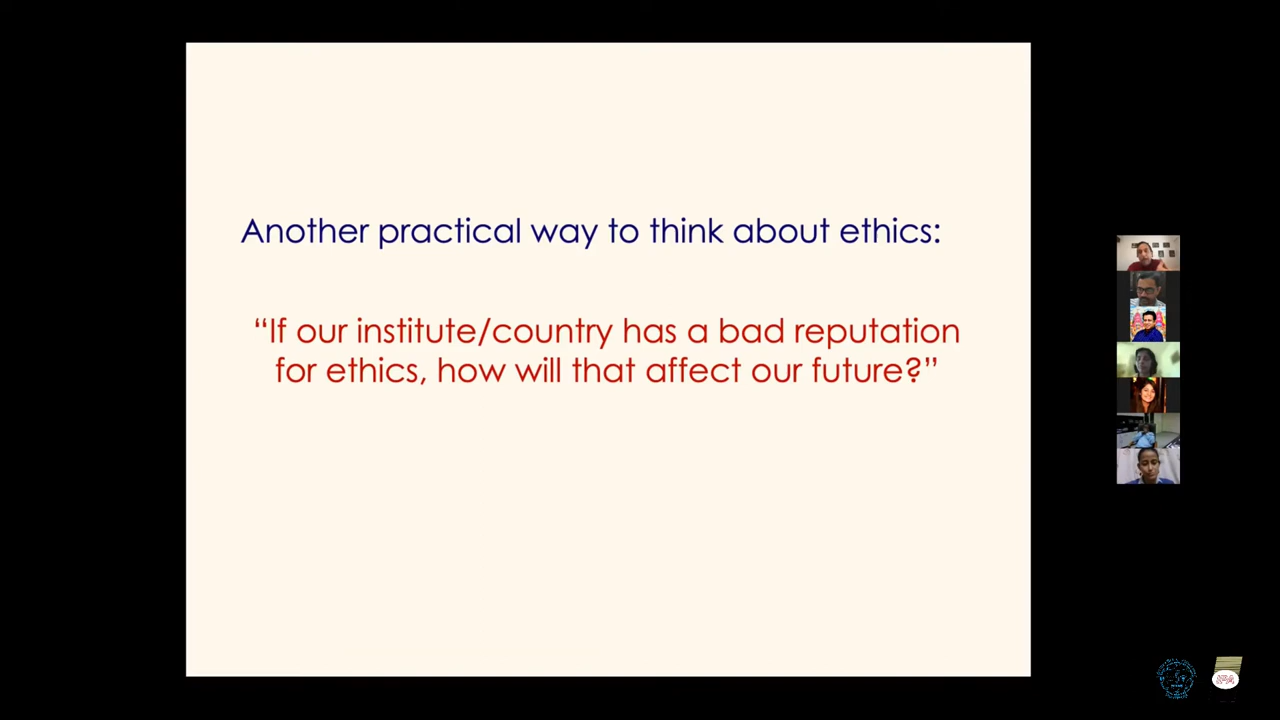 Another practical way to think about ethics:
“If our institute/country has a bad reputation
for ethics, how will that affect our future?”